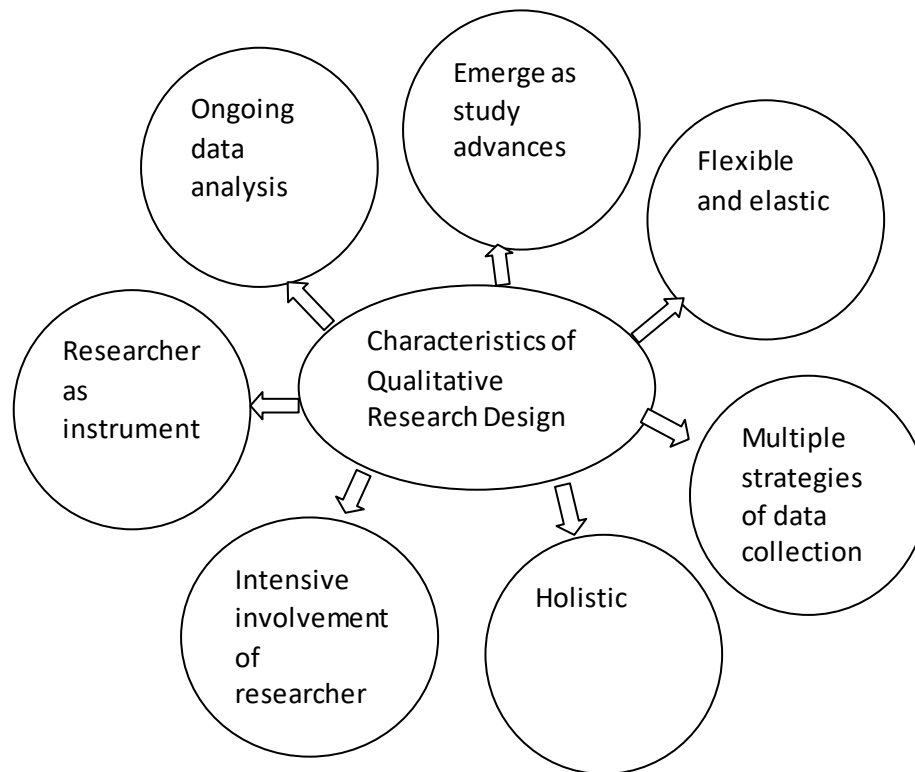 Emerge as
study
advances
Ongoing
data
analysis
Flexible
and elastic
Researcher
as
instrument
Characteristics of
Qualitative
Research Design
Multiple
strategies
of data
collection
Intensive
involvement
of
researcher
Holistic